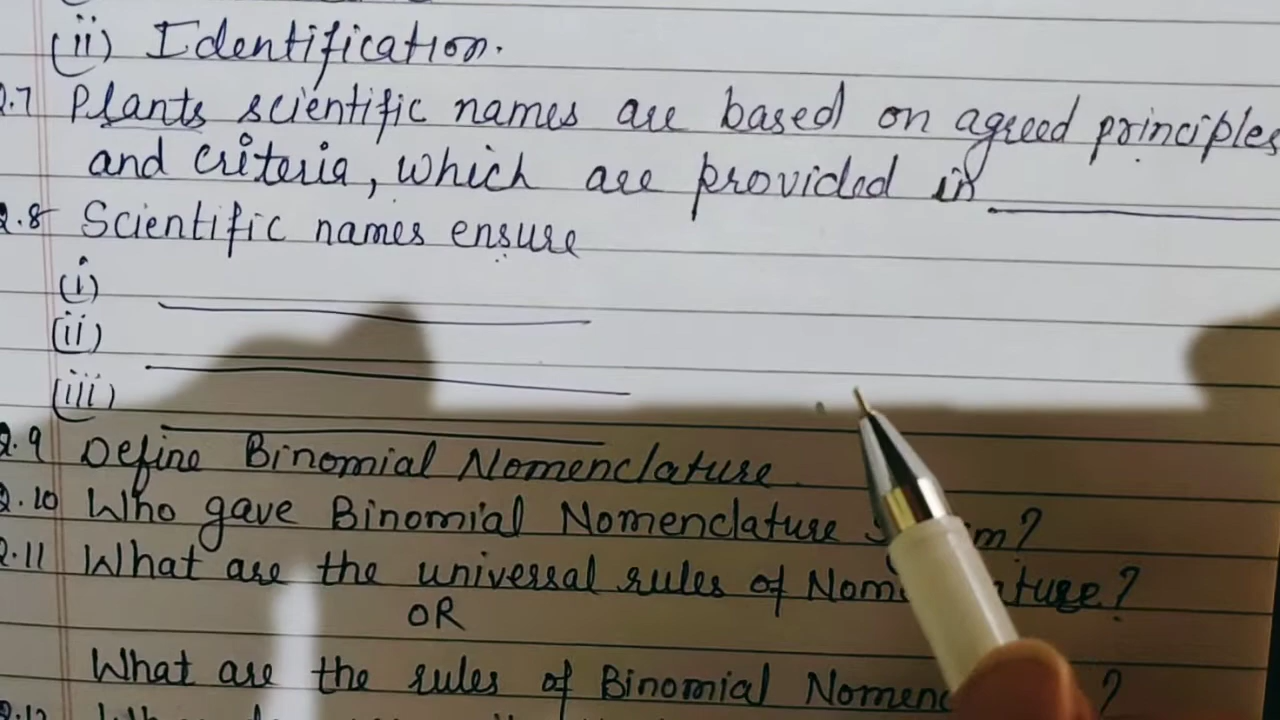 (ii) Identification.
Q.7 Plants scientific names are based on agreed principles
and criteria, which are provided in
Q.8 Scientific names ensure
(i)
(ii)
(iii)
Q.9 Define Binomial Nomenclature.
Q.10 Who gave Binomial Nomenclature ?
Q.11 What are the universal rules of ?
OR
What are the rules of Binomial ?